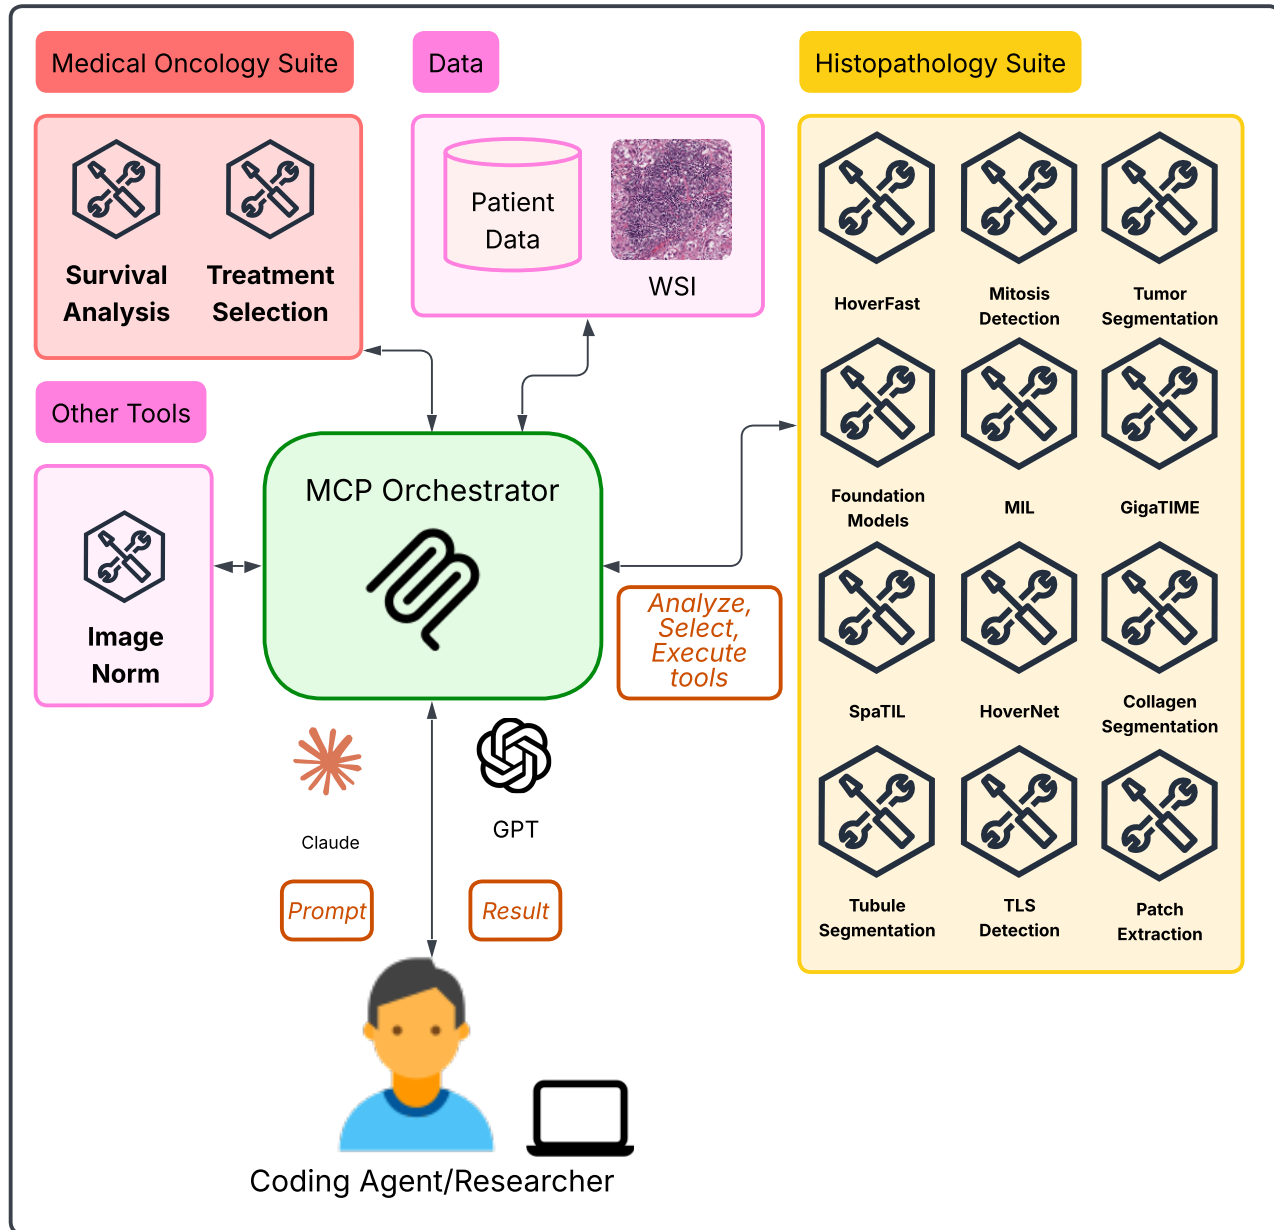 Medical Oncology Suite
Survival
Analysis
Treatment
Selection
Data
Patient
Data
WSI
Histopathology Suite
HoverFast
Mitosis
Detection
Tumor
Segmentation
Foundation
Models
MIL
GigaTIME
SpaTIL
HoverNet
Collagen
Segmentation
Tubule
Segmentation
TLS
Detection
Patch
Extraction
Other Tools
Image
Norm
MCP Orchestrator
Analyze,
Select,
Execute
tools
Claude
GPT
Prompt
Result
Coding Agent/Researcher